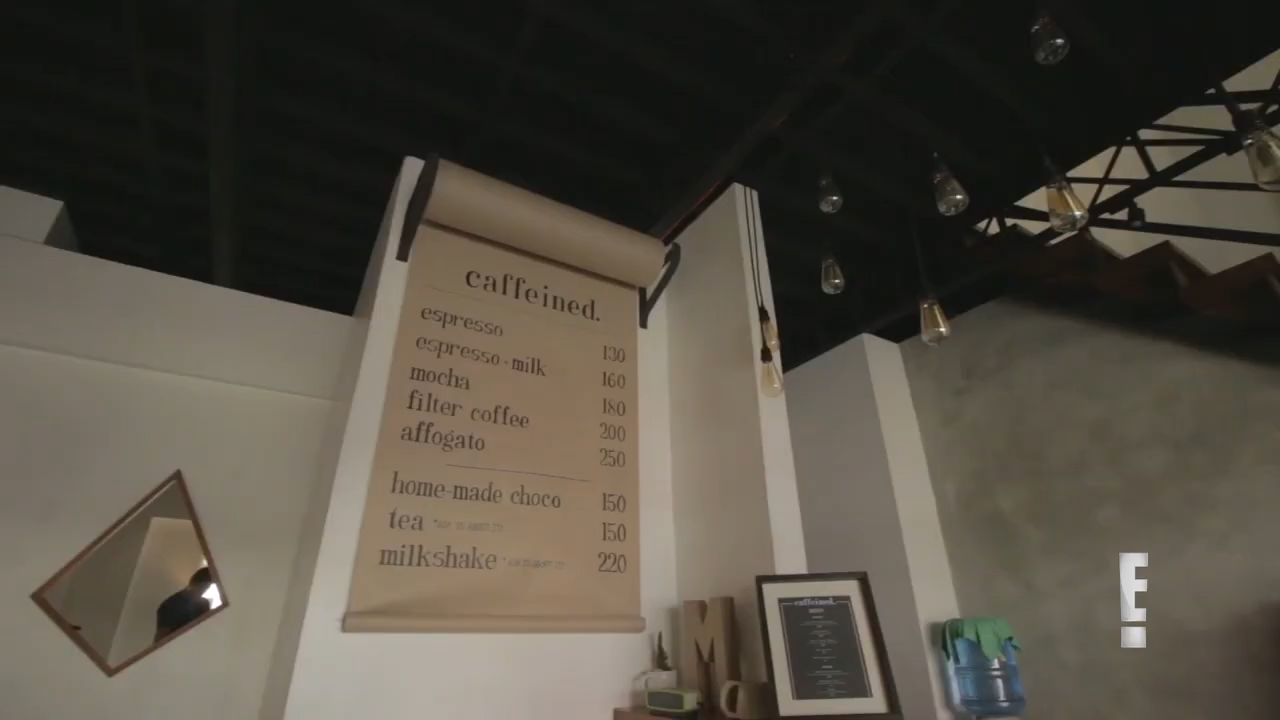 caffeined.
espresso 130
espresso-milk 160
mocha 180
filter coffee 200
affogato 250
home-made choco 150
tea 150
milkshake 220
M
caffeined.
E!